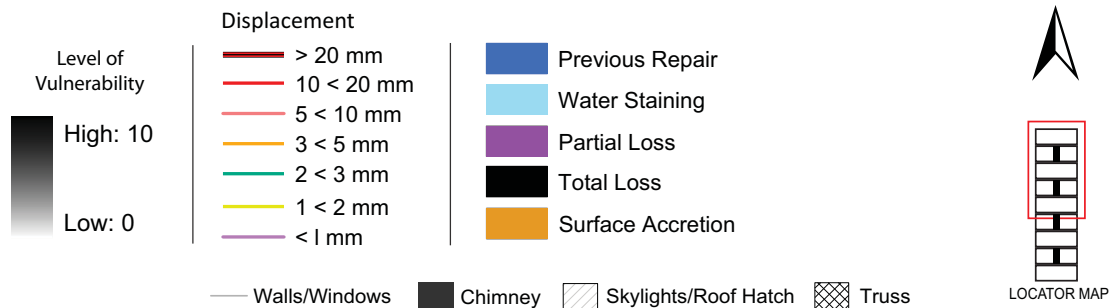 Displacement
Level of
Vulnerability
High: 10
Low: 0
> 20 mm
10 < 20 mm
5 < 10 mm
3 < 5 mm
2 < 3 mm
1 < 2 mm
< I mm
Previous Repair
Water Staining
Partial Loss
Total Loss
Surface Accretion
LOCATOR MAP
Walls/Windows
Chimney
Skylights/Roof Hatch
Truss